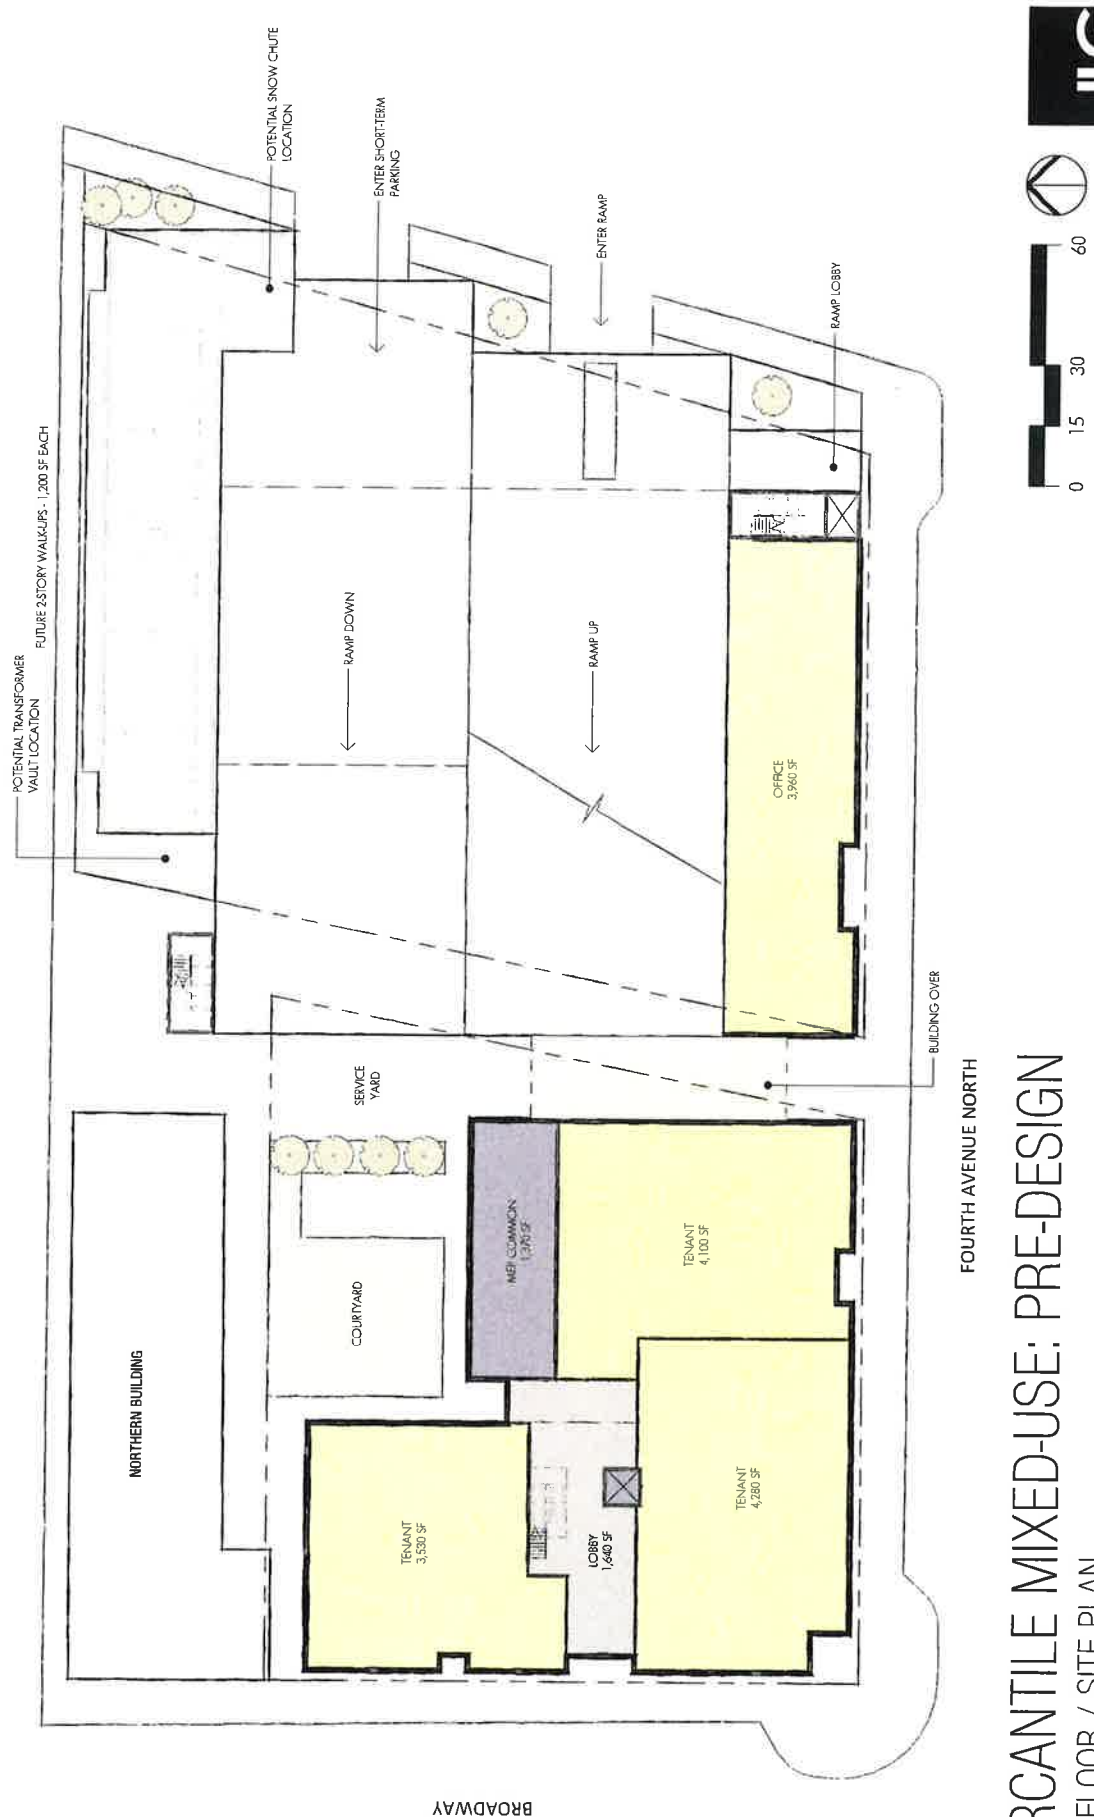 POTENTIAL TRANSFORMER
VAULT LOCATION
FUTURE 2-STORY WALK-UPS - 1,200 SF EACH
POTENTIAL SNOW CHUTE
LOCATION
ENTER SHORT-TERM
PARKING
ENTER RAMP
RAMP LOBBY
RAMP DOWN
RAMP UP
OFFICE
3,960 SF
BUILDING OVER
SERVICE
YARD
NORTHERN BUILDING
COURTYARD
MEP COMMON
1,370 SF
TENANT
4,100 SF
TENANT
3,530 SF
LOBBY
1,640 SF
TENANT
4,280 SF
BROADWAY
FOURTH AVENUE NORTH
RCANTILE MIXED-USE: PRE-DESIGN
FLOOR / SITE PLAN
0 15 30 60